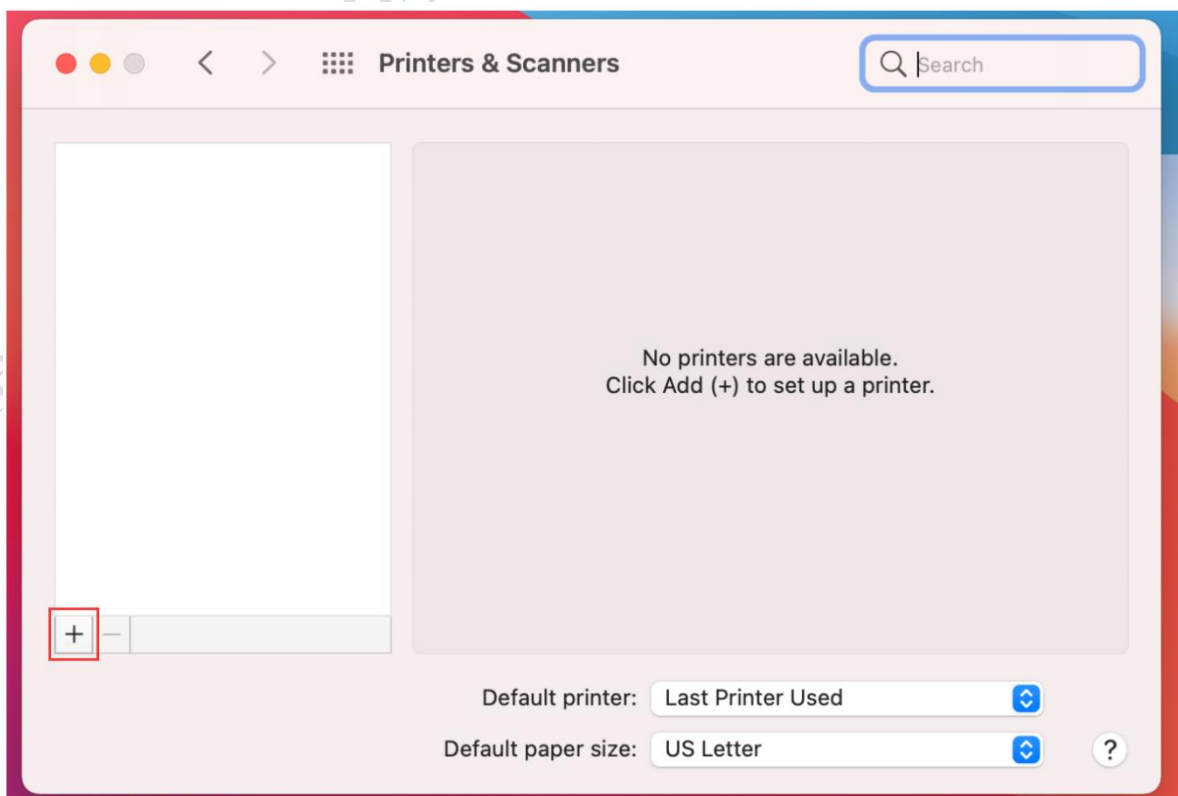 Printers & Scanners
Search
No printers are available.
Click Add (+) to set up a printer.
+ −
Default printer: Last Printer Used
Default paper size: US Letter
?